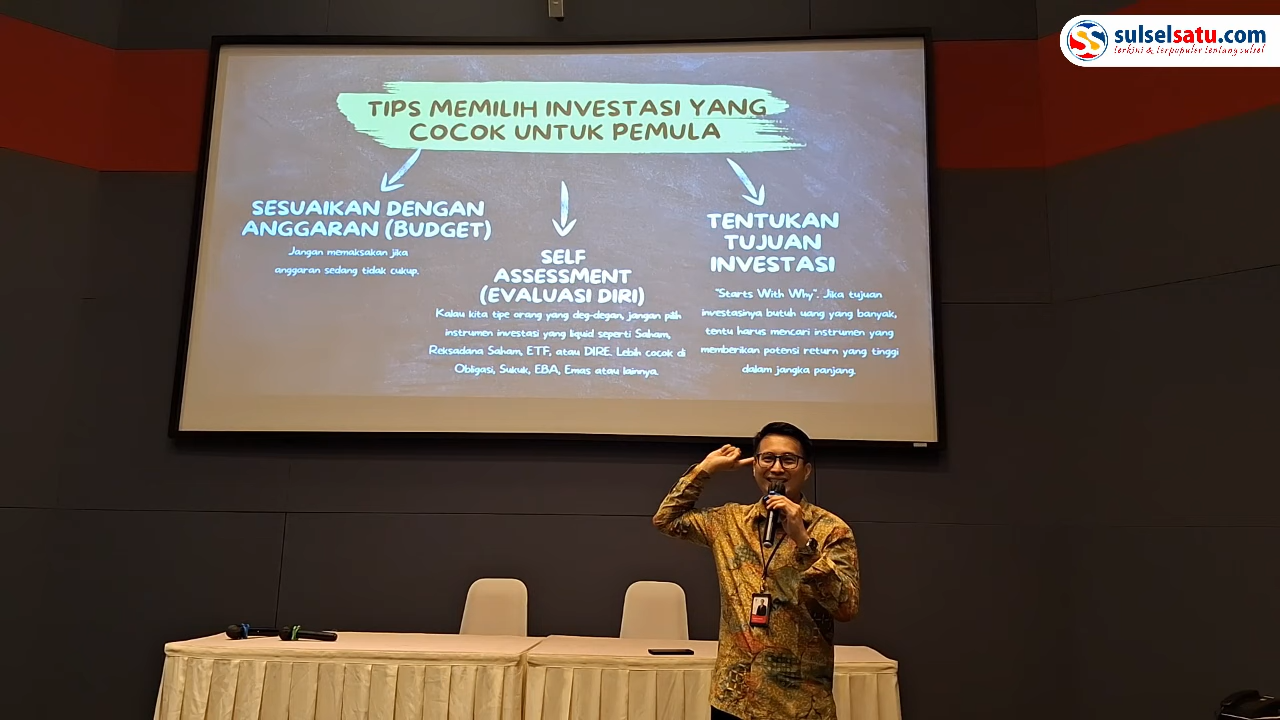 sulselsatu.com
terkini & terpopuler tentang sulsel
TIPS MEMILIH INVESTASI YANG
COCOK UNTUK PEMULA
SESUAIKAN DENGAN
ANGGARAN (BUDGET)
Jangan memaksakan jika
anggaran sedang tidak cukup.
SELF
ASSESSMENT
(EVALUASI DIRI)
Kalau kita tipe orang yang deg-degan, jangan pilih
instrumen investasi yang liquid seperti Saham,
Reksadana Saham, ETF, atau DIRE. Lebih cocok di
Obligasi, Sukuk, EBA, Emas atau lainnya.
TENTUKAN
TUJUAN
INVESTASI
"Starts With Why". Jika tujuan
investasinya butuh uang yang banyak,
tentu harus mencari instrumen yang
memberikan potensi return yang tinggi
dalam jangka panjang.